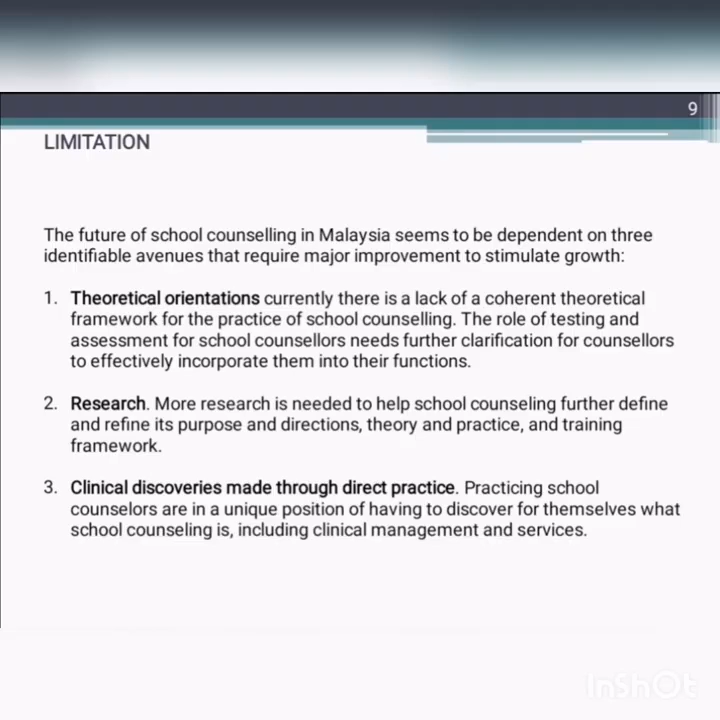 9
LIMITATION
The future of school counselling in Malaysia seems to be dependent on three
identifiable avenues that require major improvement to stimulate growth:
1. Theoretical orientations currently there is a lack of a coherent theoretical
framework for the practice of school counselling. The role of testing and
assessment for school counsellors needs further clarification for counsellors
to effectively incorporate them into their functions.
2. Research. More research is needed to help school counseling further define
and refine its purpose and directions, theory and practice, and training
framework.
3. Clinical discoveries made through direct practice. Practicing school
counselors are in a unique position of having to discover for themselves what
school counseling is, including clinical management and services.
InShOt